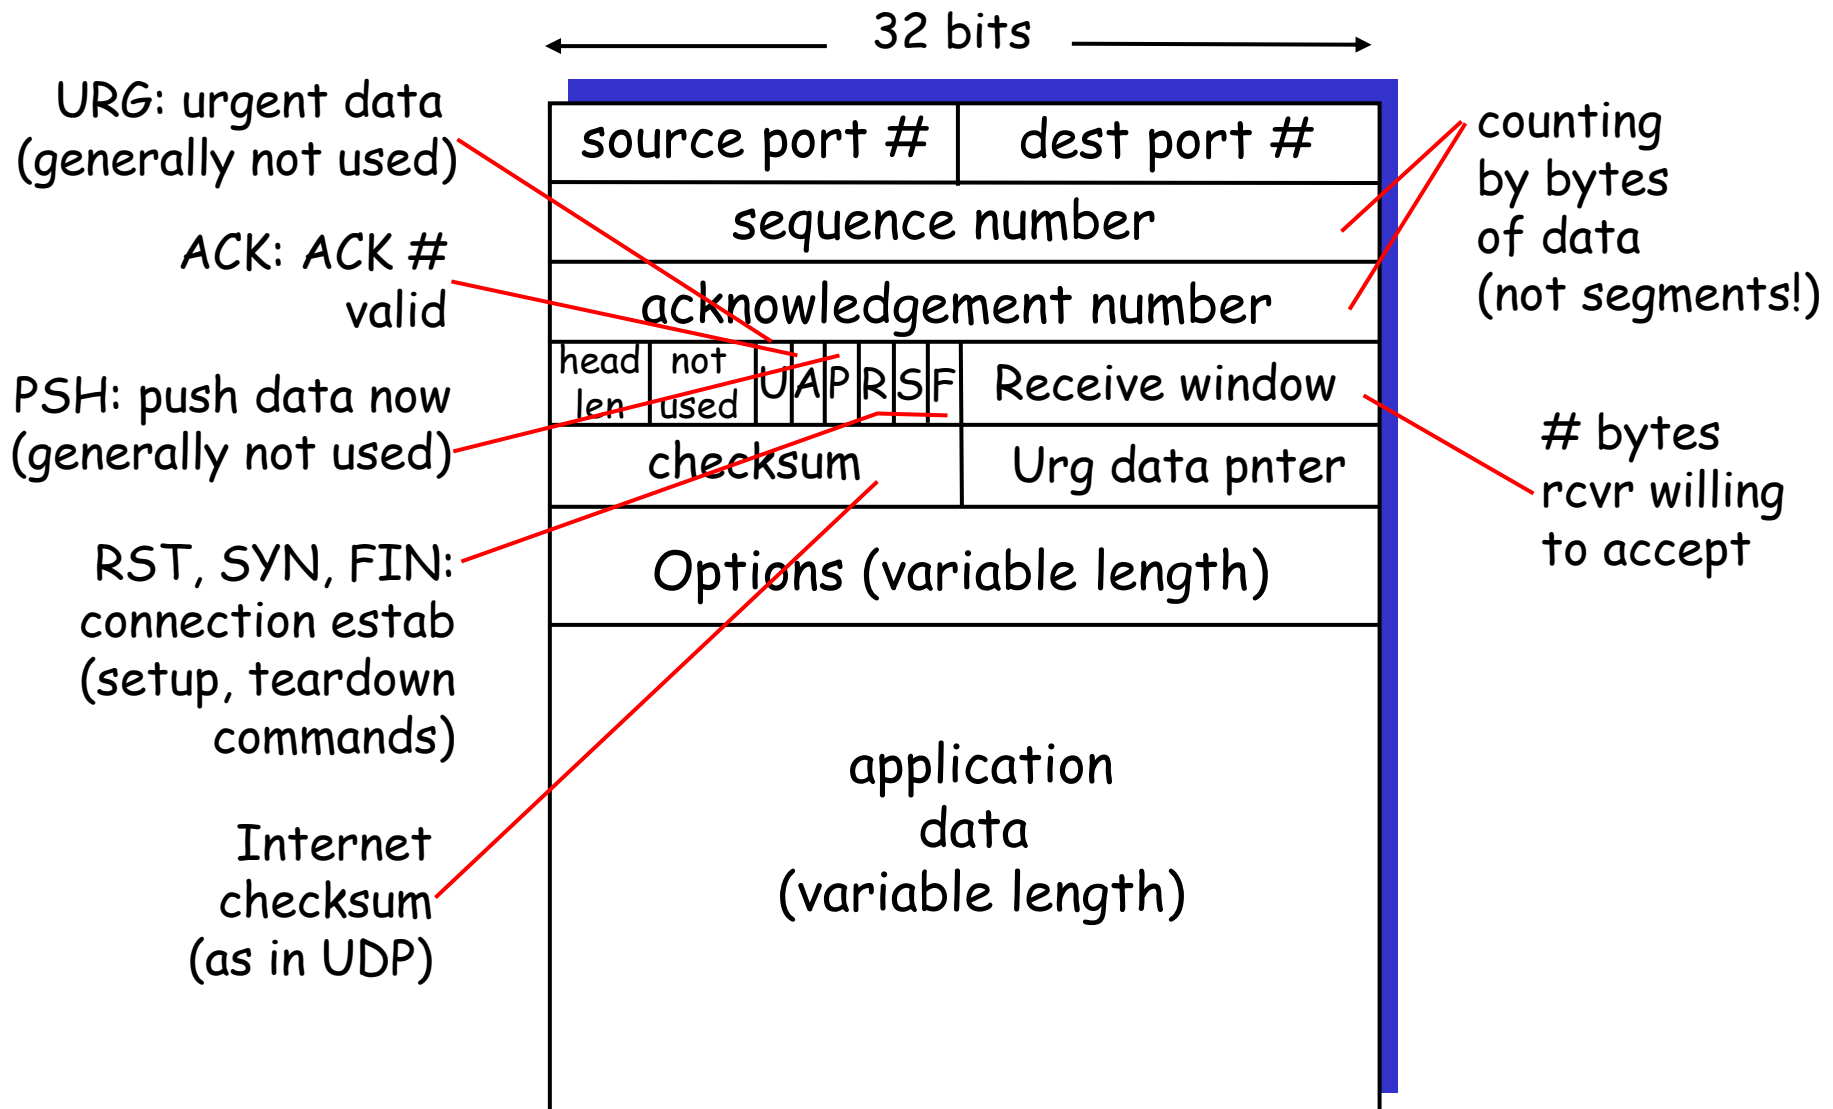 32 bits
URG: urgent data
(generally not used)
ACK: ACK #
valid
PSH: push data now
(generally not used)
RST, SYN, FIN:
connection estab
(setup, teardown
commands)
Internet
checksum
(as in UDP)
source port #
dest port #
sequence number
acknowledgement number
head
len
not
used
U
A
P
R
S
F
Receive window
checksum
Urg data pnter
Options (variable length)
application
data
(variable length)
counting
by bytes
of data
(not segments!)
# bytes
rcvr willing
to accept